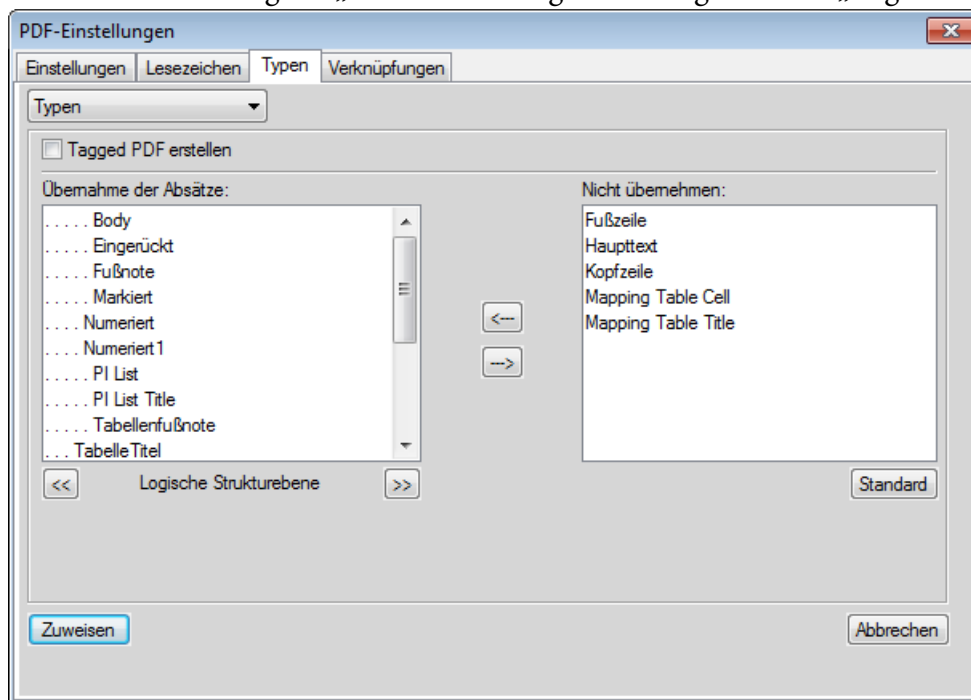 PDF-Einstellungen
Einstellungen Lesezeichen Typen Verknüpfungen
Typen
Tagged PDF erstellen
Übernahme der Absätze:
Nicht übernehmen:
. . . . . Body
. . . . . Eingerückt
. . . . . Fußnote
. . . . . Markiert
. . . . Numeriert
. . . . Numeriert1
. . . . . PI List
. . . . . PI List Title
. . . . . Tabellenfußnote
. . . TabelleTitel
<---
--->
Fußzeile
Haupttext
Kopfzeile
Mapping Table Cell
Mapping Table Title
<< Logische Strukturebene >>
Standard
Zuweisen
Abbrechen